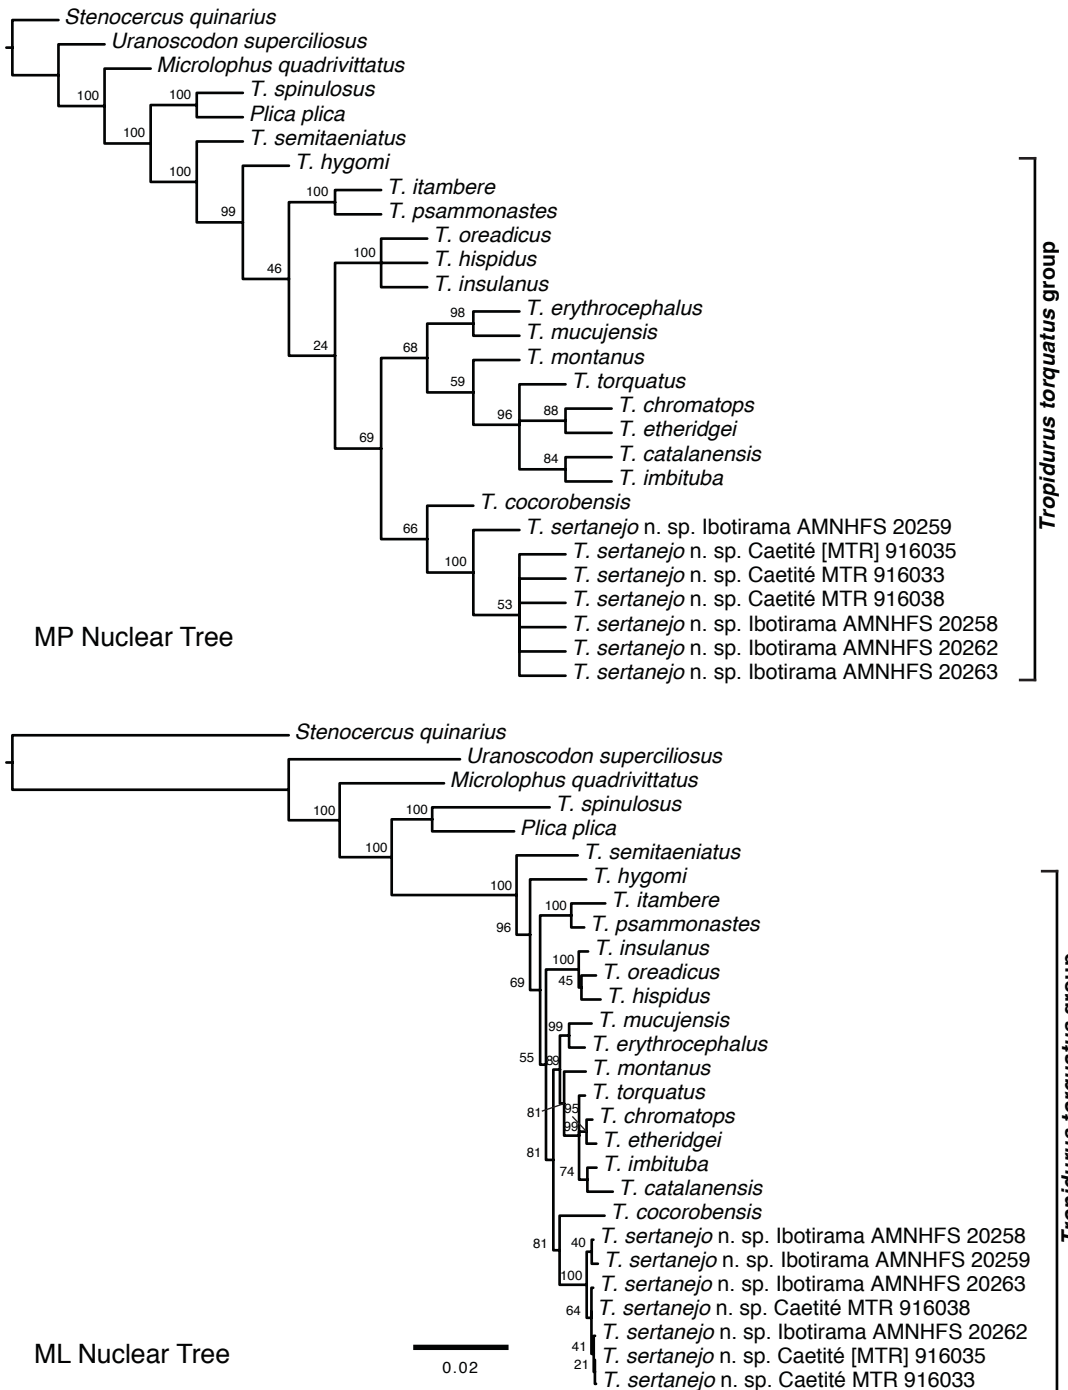 Stenocercus quinarius
Uranoscodon superciliosus
Microlophus quadrivittatus
100
100
T. spinulosus
Plica plica
100
T. semitaeniatus
100
T. hygomi
99
100
T. itambere
T. psammonastes
46
T. oreadicus
100
T. hispidus
T. insulanus
24
98
T. erythrocephalus
T. mucujensis
68
T. montanus
59
T. torquatus
96
88
T. chromatops
T. etheridgei
69
84
T. catalanensis
T. imbituba
T. cocorobensis
66
T. sertanejo n. sp. Ibotirama AMNHFS 20259
100
T. sertanejo n. sp. Caetité [MTR] 916035
T. sertanejo n. sp. Caetité MTR 916033
53
T. sertanejo n. sp. Caetité MTR 916038
T. sertanejo n. sp. Ibotirama AMNHFS 20258
T. sertanejo n. sp. Ibotirama AMNHFS 20262
T. sertanejo n. sp. Ibotirama AMNHFS 20263
Tropidurus torquatus group
MP Nuclear Tree
Stenocercus quinarius
Uranoscodon superciliosus
Microlophus quadrivittatus
100
100
T. spinulosus
Plica plica
100
T. semitaeniatus
100
T. hygomi
96
100
T. itambere
T. psammonastes
69
T. insulanus
100
T. oreadicus
45
T. hispidus
55
99
T. mucujensis
T. erythrocephalus
89
T. montanus
81
T. torquatus
95
T. chromatops
99
T. etheridgei
81
74
T. imbituba
T. catalanensis
T. cocorobensis
81
40
T. sertanejo n. sp. Ibotirama AMNHFS 20258
T. sertanejo n. sp. Ibotirama AMNHFS 20259
100
T. sertanejo n. sp. Ibotirama AMNHFS 20263
64
T. sertanejo n. sp. Caetité MTR 916038
T. sertanejo n. sp. Ibotirama AMNHFS 20262
41
T. sertanejo n. sp. Caetité [MTR] 916035
21
T. sertanejo n. sp. Caetité MTR 916033
Tropidurus torquatus group
ML Nuclear Tree
0.02